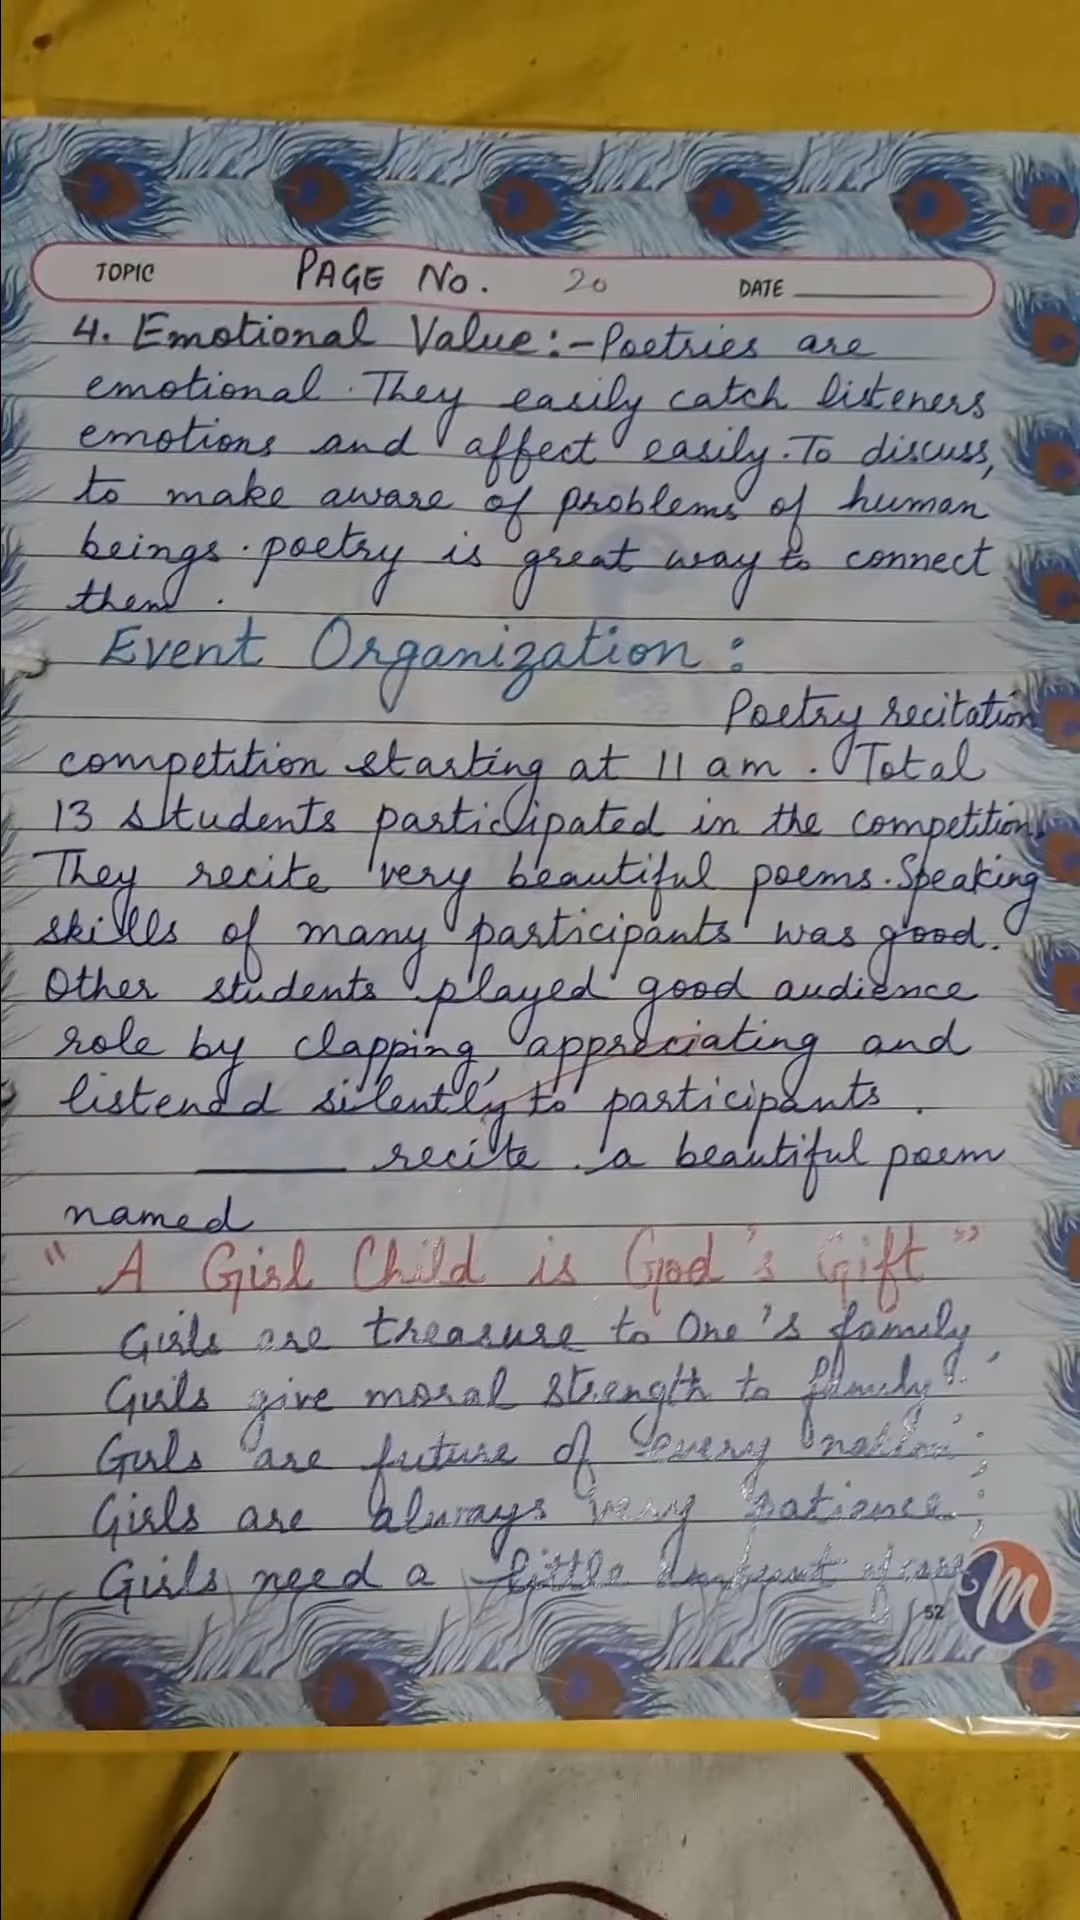 TOPIC PAGE No. 20 DATE
4. Emotional Value:- Poetries are
emotional. They easily catch listeners
emotions and affect easily. To discuss,
to make aware of problems of human
beings. poetry is great way to connect
them.
Event Organization :
Poetry recitation
competition starting at 11 am. Total
13 students participated in the competition.
They recite very beautiful poems. Speaking
skills of many participants was good.
Other students played good audience
role by clapping, appreciating and
listened silently to participants.
recite a beautiful poem
named
" A Girl Child is God's Gift "
Girls are treasure to One's family,
Girls give moral strength to family.
Girls are future of every nation;
Girls are always very patience;
Girls need a little
52
m